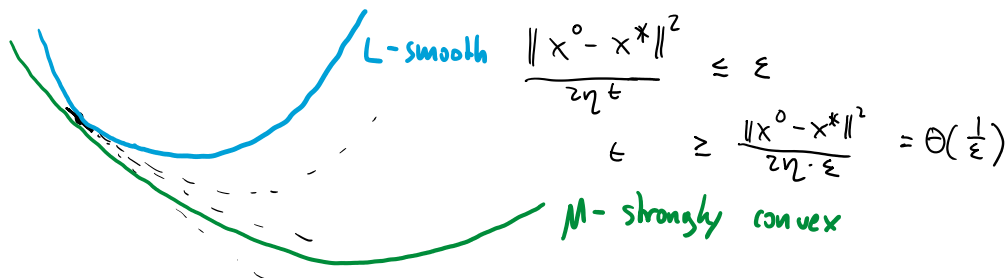 L-smooth
‖x⁰ - x*‖² / 2ηt ≤ ε
t ≥ ‖x⁰ - x*‖² / 2η·ε = Θ(1/ε)
μ- strongly convex